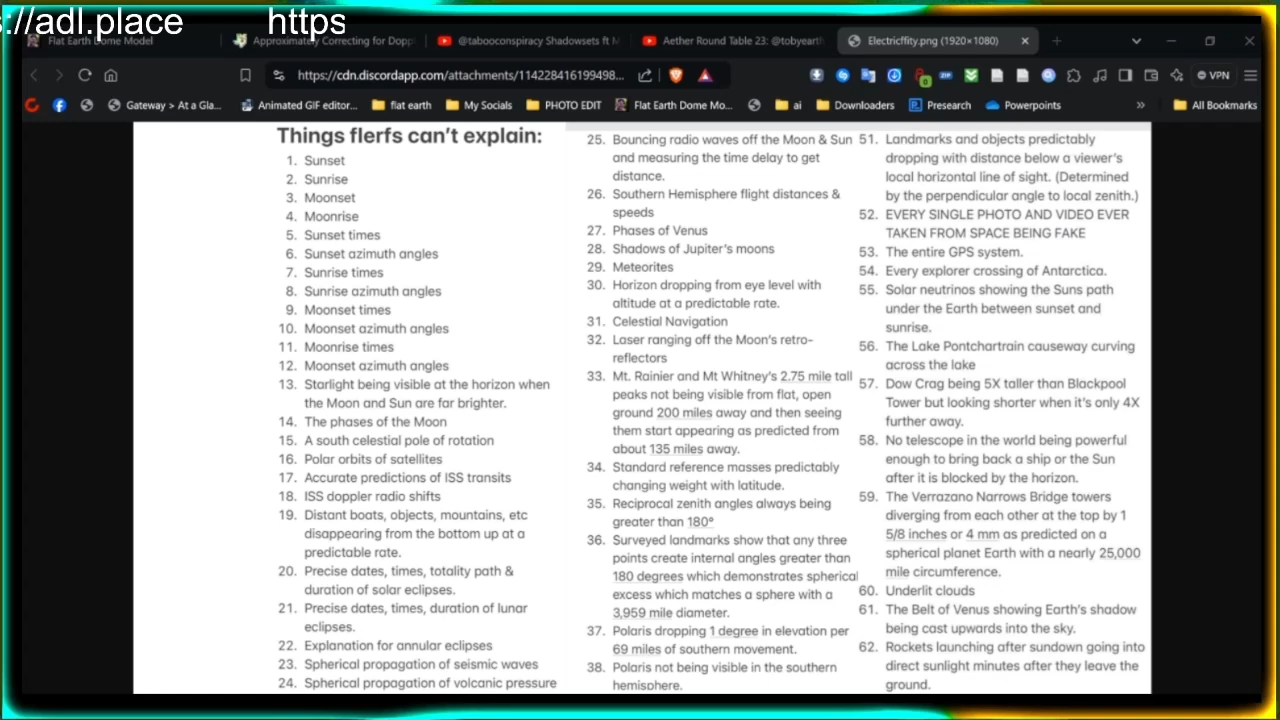 s://adl.place https
Flat Earth Dome Model
Approximately Correcting for Dopp
@tabooconspiracy Shadowsets ft M
Aether Round Table 23: @tobyearth
Electricffity.png (1920×1080)
https://cdn.discordapp.com/attachments/114228416199498...
VPN
Gateway > At a Gla...
Animated GIF editor...
flat earth
My Socials
PHOTO EDIT
Flat Earth Dome Mo...
ai
Downloaders
Presearch
Powerpoints
»
All Bookmarks
Things flerfs can't explain:
1. Sunset
2. Sunrise
3. Moonset
4. Moonrise
5. Sunset times
6. Sunset azimuth angles
7. Sunrise times
8. Sunrise azimuth angles
9. Moonset times
10. Moonset azimuth angles
11. Moonrise times
12. Moonset azimuth angles
13. Starlight being visible at the horizon when
the Moon and Sun are far brighter.
14. The phases of the Moon
15. A south celestial pole of rotation
16. Polar orbits of satellites
17. Accurate predictions of ISS transits
18. ISS doppler radio shifts
19. Distant boats, objects, mountains, etc
disappearing from the bottom up at a
predictable rate.
20. Precise dates, times, totality path &
duration of solar eclipses.
21. Precise dates, times, duration of lunar
eclipses.
22. Explanation for annular eclipses
23. Spherical propagation of seismic waves
24. Spherical propagation of volcanic pressure
25. Bouncing radio waves off the Moon & Sun
and measuring the time delay to get
distance.
26. Southern Hemisphere flight distances &
speeds
27. Phases of Venus
28. Shadows of Jupiter's moons
29. Meteorites
30. Horizon dropping from eye level with
altitude at a predictable rate.
31. Celestial Navigation
32. Laser ranging off the Moon's retro-
reflectors
33. Mt. Rainier and Mt Whitney's 2.75 mile tall
peaks not being visible from flat, open
ground 200 miles away and then seeing
them start appearing as predicted from
about 135 miles away.
34. Standard reference masses predictably
changing weight with latitude.
35. Reciprocal zenith angles always being
greater than 180º
36. Surveyed landmarks show that any three
points create internal angles greater than
180 degrees which demonstrates spherical
excess which matches a sphere with a
3,959 mile diameter.
37. Polaris dropping 1 degree in elevation per
69 miles of southern movement.
38. Polaris not being visible in the southern
hemisphere.
51. Landmarks and objects predictably
dropping with distance below a viewer's
local horizontal line of sight. (Determined
by the perpendicular angle to local zenith.)
52. EVERY SINGLE PHOTO AND VIDEO EVER
TAKEN FROM SPACE BEING FAKE
53. The entire GPS system.
54. Every explorer crossing of Antarctica.
55. Solar neutrinos showing the Suns path
under the Earth between sunset and
sunrise.
56. The Lake Pontchartrain causeway curving
across the lake
57. Dow Crag being 5X taller than Blackpool
Tower but looking shorter when it's only 4X
further away.
58. No telescope in the world being powerful
enough to bring back a ship or the Sun
after it is blocked by the horizon.
59. The Verrazano Narrows Bridge towers
diverging from each other at the top by 1
5/8 inches or 4 mm as predicted on a
spherical planet Earth with a nearly 25,000
mile circumference.
60. Underlit clouds
61. The Belt of Venus showing Earth's shadow
being cast upwards into the sky.
62. Rockets launching after sundown going into
direct sunlight minutes after they leave the
ground.